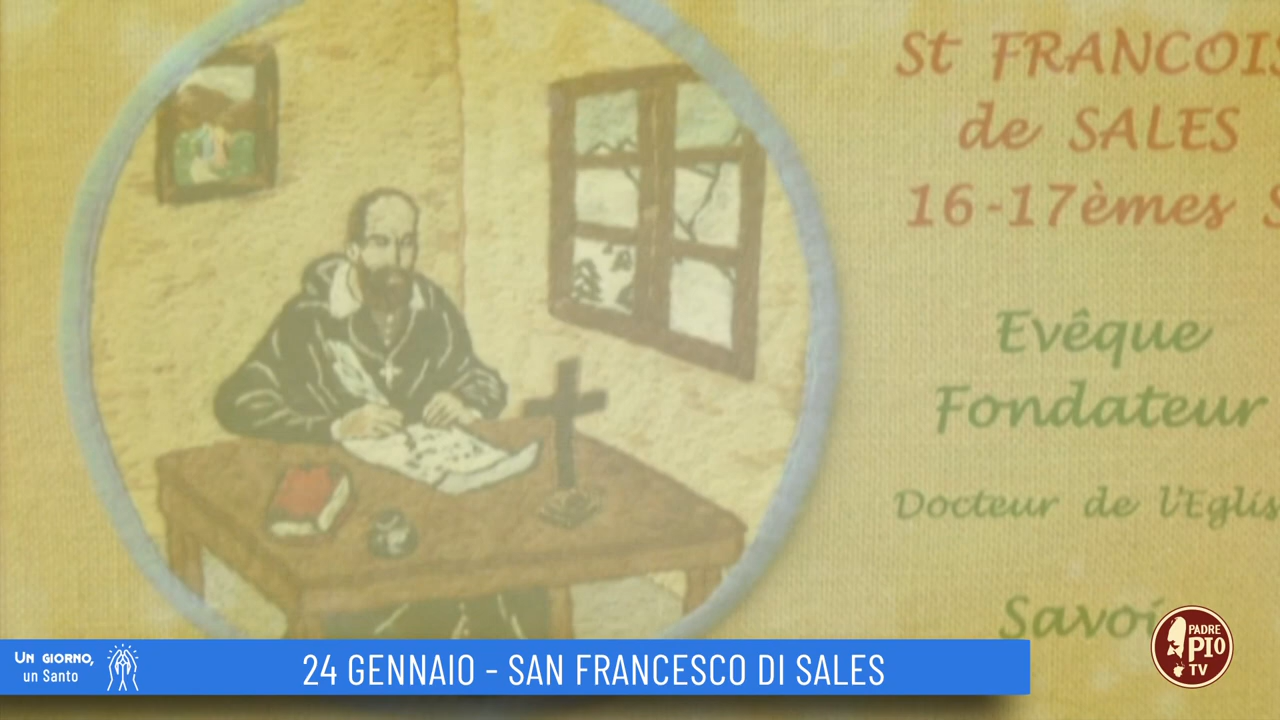 St FRANCOIS
de SALES
16-17èmes S
Evêque
Fondateur
Docteur de l'Eglis
Savoi
UN GIORNO,
un Santo
24 GENNAIO - SAN FRANCESCO DI SALES
PADRE
PIO
TV